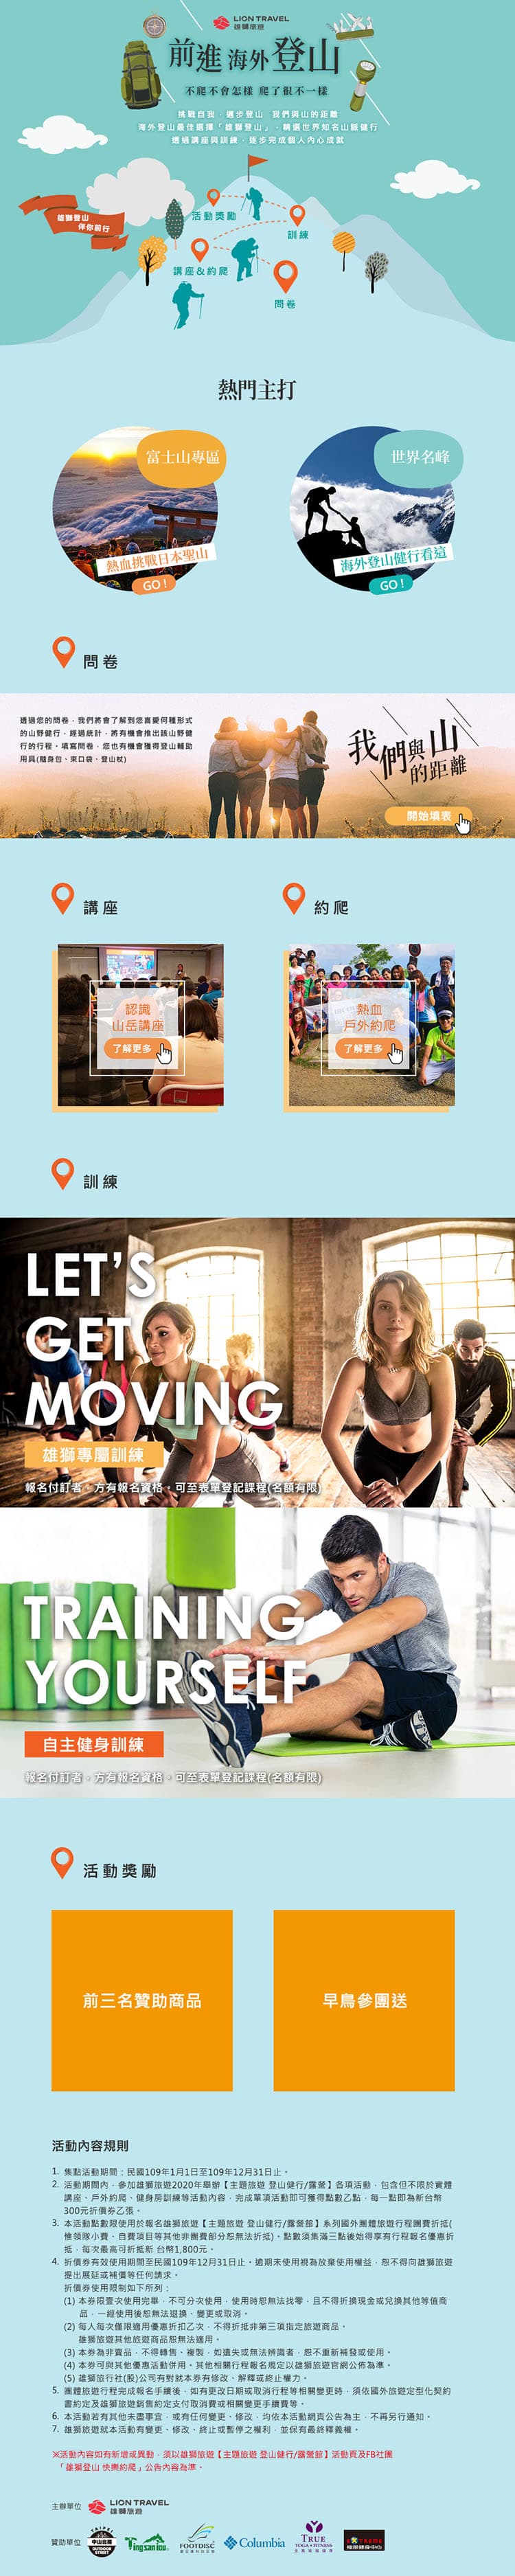 LION TRAVEL
雄獅旅遊
前進 海外 登山
不爬不會怎樣 爬了很不一樣
挑戰自我．邁步登山 我們與山的距離
海外登山最佳選擇「雄獅登山」．精選世界知名山脈健行
透過講座與訓練．逐步完成個人內心成就
雄獅登山
伴你前行
活動獎勵
訓練
講座&約爬
問卷
熱門主打
富士山專區
熱血挑戰日本聖山
GO !
世界名峰
海外登山健行看這
GO !
問卷
透過您的問卷，我們將會了解到您喜愛何種形式
的山野健行，經過統計，將有機會推出該山野健
行的行程。填寫問卷，您也有機會獲得登山輔助
用具(隨身包、束口袋、登山杖)
我們與山的距離
開始填表
講座
約爬
認識
山岳講座
了解更多
熱血
戶外約爬
了解更多
訓練
LET'S
GET
MOVING
雄獅專屬訓練
報名付訂者，方有報名資格。可至表單登記課程(名額有限)
TRAINING
YOURSELF
自主健身訓練
報名付訂者，方有報名資格。可至表單登記課程(名額有限)
活動獎勵
前三名贊助商品
早鳥參團送
活動內容規則
1. 集點活動期間：民國109年1月1日至109年12月31日止。
2. 活動期間內，參加雄獅旅遊2020年舉辦【主題旅遊 登山健行/露營】各項活動，包含但不限於實體
講座、戶外約爬、健身房訓練等活動內容，完成單項活動即可獲得點數乙點，每一點即為新台幣
300元折價券乙張。
3. 本活動點數限使用於報名雄獅旅遊【主題旅遊 登山健行/露營館】系列國外團體旅遊行程團費折抵(
惟領隊小費、自費項目等其他非團費部分恕無法折抵)。點數須集滿三點後始得享有行程報名優惠折
抵，每次最高可折抵新 台幣1,800元。
4. 折價券有效使用期間至民國109年12月31日止。逾期未使用視為放棄使用權益，恕不得向雄獅旅遊
提出展延或補償等任何請求。
折價券使用限制如下所列：
(1) 本券限壹次使用完畢，不可分次使用，使用時恕無法找零，且不得折換現金或兌換其他等值商
品，一經使用後恕無法退換、變更或取消。
(2) 每人每次僅限適用優惠折扣乙次，不得折抵非第三項指定旅遊商品。
雄獅旅遊其他旅遊商品恕無法適用。
(3) 本券為非賣品，不得轉售、複製，如遺失或無法辨識者，恕不重新補發或使用。
(4) 本券可與其他優惠活動併用。其他相關行程報名規定以雄獅旅遊官網公佈為準。
(5) 雄獅旅行社(股)公司有對就本券有修改、解釋或終止權力。
5. 團體旅遊行程完成報名手續後，如有更改日期或取消行程等相關變更時，須依國外旅遊定型化契約
書約定及雄獅旅遊銷售約定支付取消費或相關變更手續費等。
6. 本活動若有其他未盡事宜，或有任何變更、修改，均依本活動網頁公告為主，不再另行通知。
7. 雄獅旅遊就本活動有變更、修改、終止或暫停之權利，並保有最終釋義權。
※活動內容如有新增或異動，須以雄獅旅遊【主題旅遊 登山健行/露營館】活動頁及FB社團
「雄獅登山 快樂約爬」公告內容為準。
主辦單位 LION TRAVEL
雄獅旅遊
贊助單位
TAIPEI
中山北路
OUTDOOR
STREET
Tingsan lou
FOOTDISC
Columbia
TRUE
YOGA • FITNESS
極限健身中心